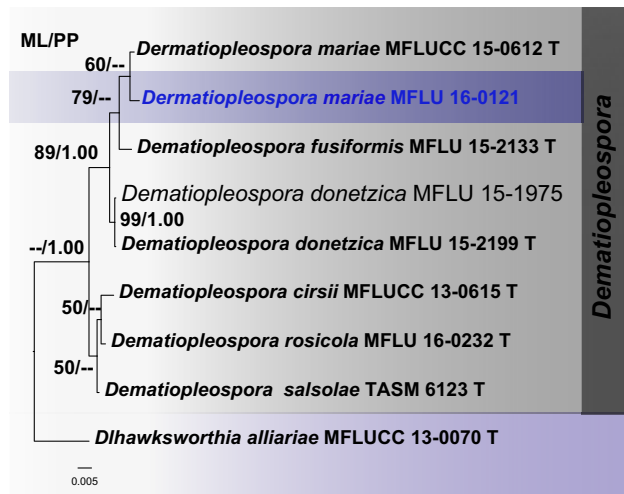 ML/PP
Dermatiopleospora mariae MFLUCC 15-0612 T
60/--
79/--
Dermatiopleospora mariae MFLU 16-0121
Dematiopleospora fusiformis MFLU 15-2133 T
89/1.00
Dematiopleospora donetzica MFLU 15-1975
99/1.00
Dematiopleospora donetzica MFLU 15-2199 T
--/1.00
Dematiopleospora cirsii MFLUCC 13-0615 T
50/--
Dematiopleospora rosicola MFLU 16-0232 T
50/--
Dematiopleospora salsolae TASM 6123 T
Dlhawksworthia alliariae MFLUCC 13-0070 T
0.005
Dematiopleospora